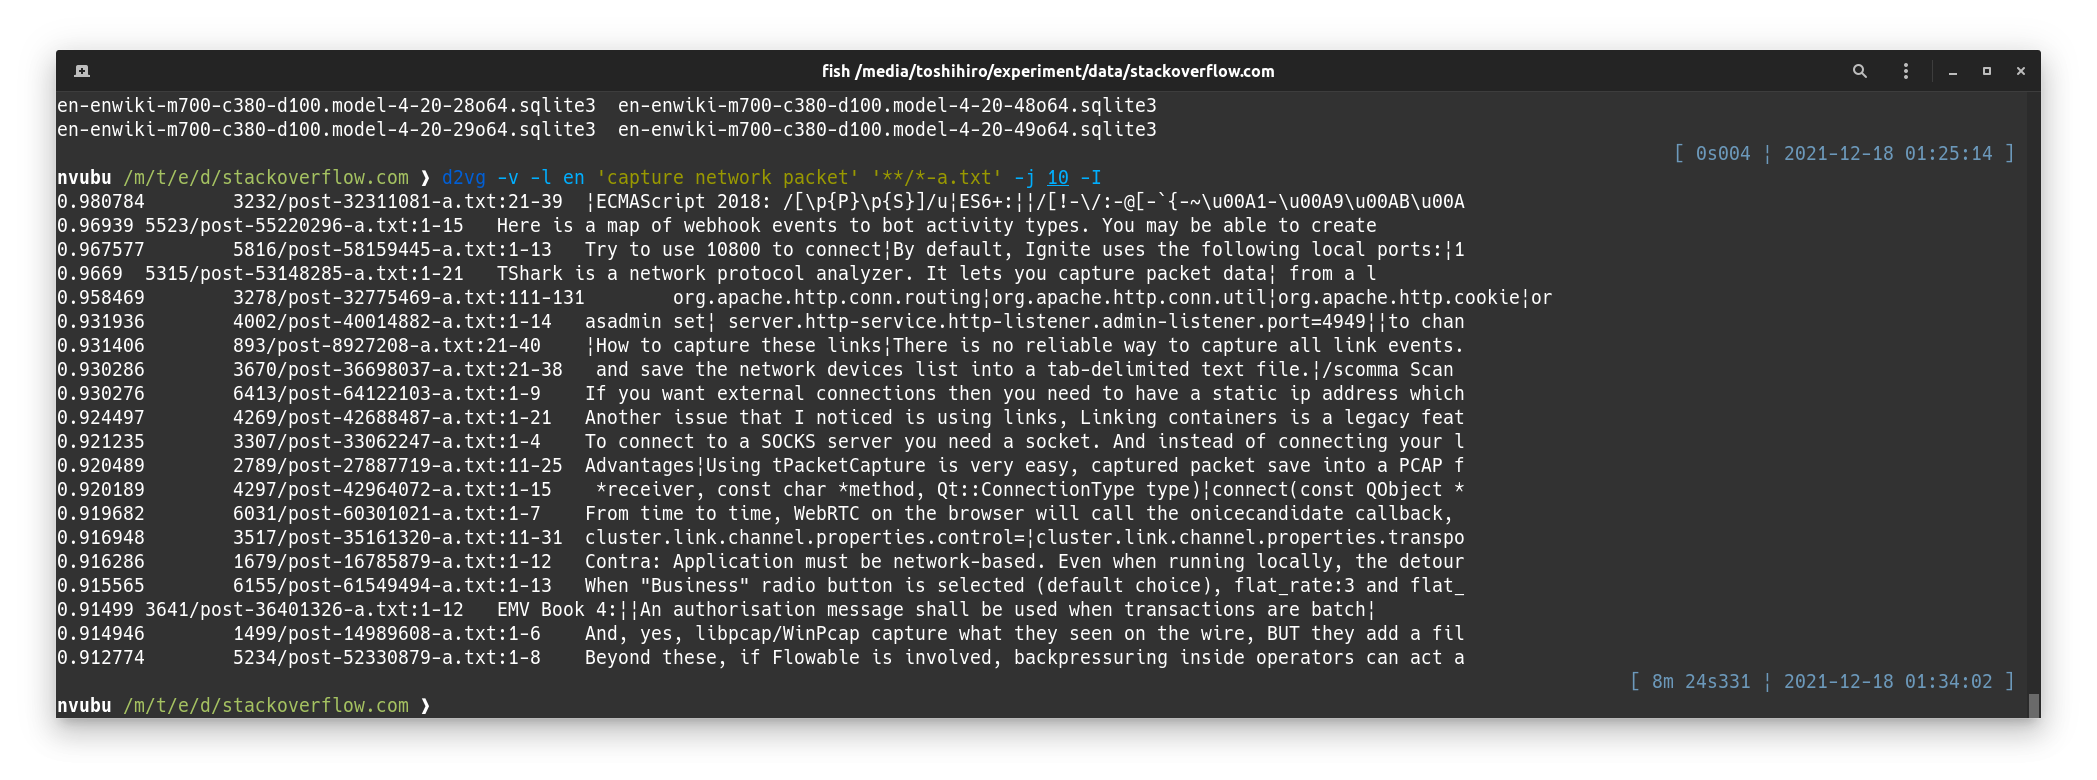 fish /media/toshihiro/experiment/data/stackoverflow.com
en-enwiki-m700-c380-d100.model-4-20-28o64.sqlite3  en-enwiki-m700-c380-d100.model-4-20-48o64.sqlite3
en-enwiki-m700-c380-d100.model-4-20-29o64.sqlite3  en-enwiki-m700-c380-d100.model-4-20-49o64.sqlite3
[ 0s004 ¦ 2021-12-18 01:25:14 ]
nvubu /m/t/e/d/stackoverflow.com ❱ d2vg -v -l en 'capture network packet' '**/*-a.txt' -j 10 -I
0.980784        3232/post-32311081-a.txt:21-39  ¦ECMAScript 2018: /[\p{P}\p{S}]/u¦ES6+:¦¦/[!-\/:-@[-`{-~\u00A1-\u00A9\u00AB\u00A
0.96939 5523/post-55220296-a.txt:1-15   Here is a map of webhook events to bot activity types. You may be able to create
0.967577        5816/post-58159445-a.txt:1-13   Try to use 10800 to connect¦By default, Ignite uses the following local ports:¦1
0.9669  5315/post-53148285-a.txt:1-21   TShark is a network protocol analyzer. It lets you capture packet data¦ from a l
0.958469        3278/post-32775469-a.txt:111-131        org.apache.http.conn.routing¦org.apache.http.conn.util¦org.apache.http.cookie¦or
0.931936        4002/post-40014882-a.txt:1-14   asadmin set¦ server.http-service.http-listener.admin-listener.port=4949¦¦to chan
0.931406        893/post-8927208-a.txt:21-40    ¦How to capture these links¦There is no reliable way to capture all link events.
0.930286        3670/post-36698037-a.txt:21-38   and save the network devices list into a tab-delimited text file.¦/scomma Scan
0.930276        6413/post-64122103-a.txt:1-9    If you want external connections then you need to have a static ip address which
0.924497        4269/post-42688487-a.txt:1-21   Another issue that I noticed is using links, Linking containers is a legacy feat
0.921235        3307/post-33062247-a.txt:1-4    To connect to a SOCKS server you need a socket. And instead of connecting your l
0.920489        2789/post-27887719-a.txt:11-25  Advantages¦Using tPacketCapture is very easy, captured packet save into a PCAP f
0.920189        4297/post-42964072-a.txt:1-15    *receiver, const char *method, Qt::ConnectionType type)¦connect(const QObject *
0.919682        6031/post-60301021-a.txt:1-7    From time to time, WebRTC on the browser will call the onicecandidate callback,
0.916948        3517/post-35161320-a.txt:11-31  cluster.link.channel.properties.control=¦cluster.link.channel.properties.transpo
0.916286        1679/post-16785879-a.txt:1-12   Contra: Application must be network-based. Even when running locally, the detour
0.915565        6155/post-61549494-a.txt:1-13   When "Business" radio button is selected (default choice), flat_rate:3 and flat_
0.91499 3641/post-36401326-a.txt:1-12   EMV Book 4:¦¦An authorisation message shall be used when transactions are batch¦
0.914946        1499/post-14989608-a.txt:1-6    And, yes, libpcap/WinPcap capture what they seen on the wire, BUT they add a fil
0.912774        5234/post-52330879-a.txt:1-8    Beyond these, if Flowable is involved, backpressuring inside operators can act a
[ 8m 24s331 ¦ 2021-12-18 01:34:02 ]
nvubu /m/t/e/d/stackoverflow.com ❱